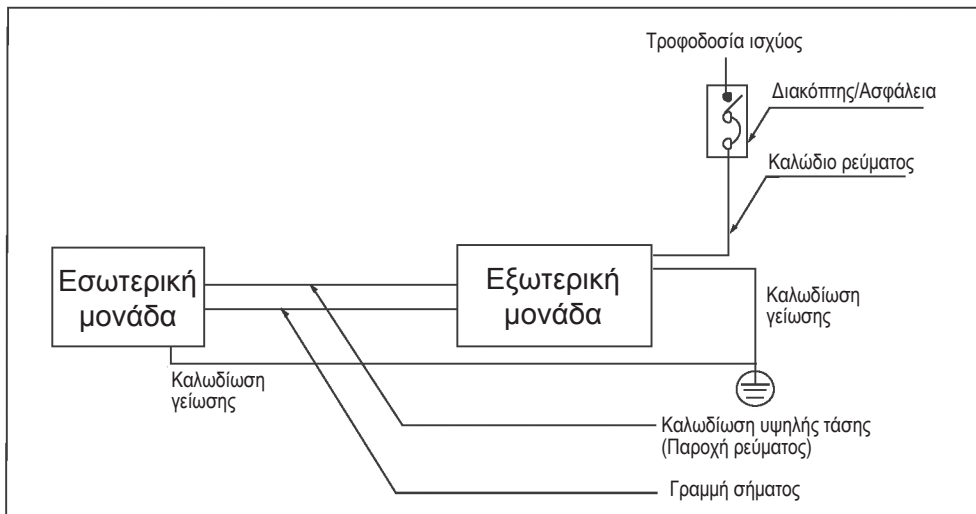 Τροφοδοσία ισχύος
Διακόπτης/Ασφάλεια
Καλώδιο ρεύματος
Εσωτερική
μονάδα
Εξωτερική
μονάδα
Καλωδίωση
γείωσης
Καλωδίωση
γείωσης
Καλωδίωση υψηλής τάσης
(Παροχή ρεύματος)
Γραμμή σήματος